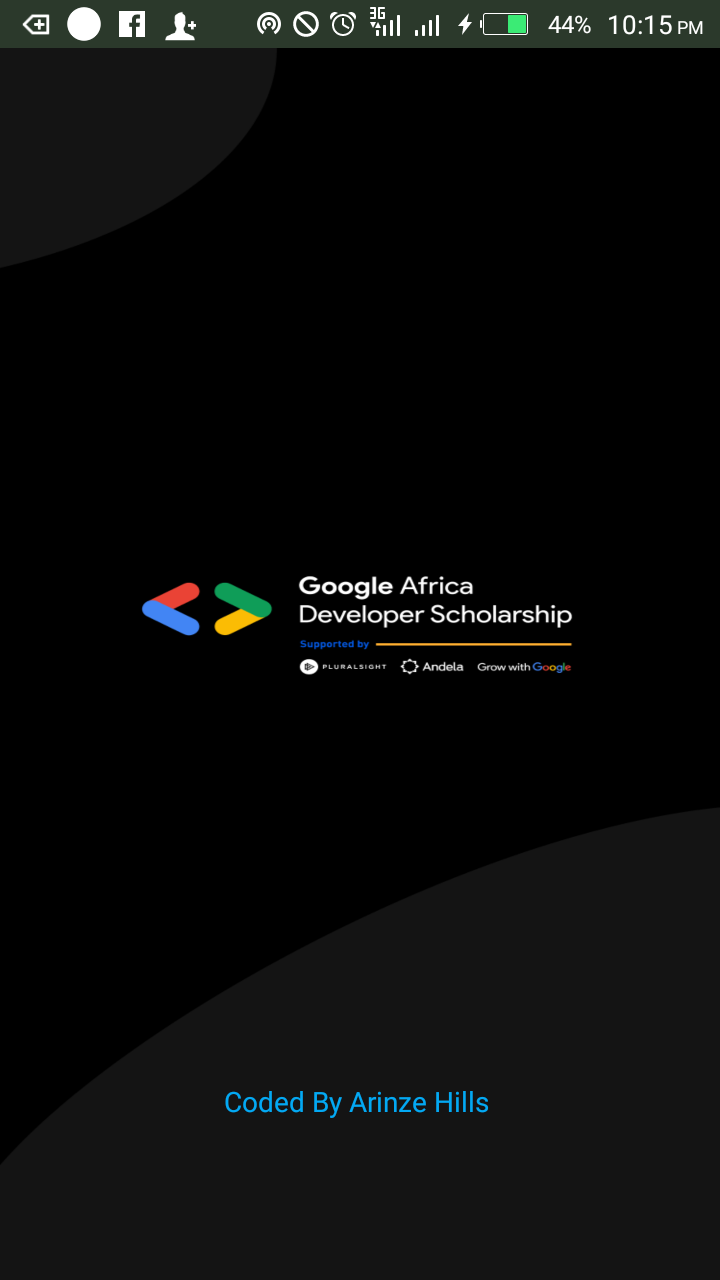 3G
44% 10:15 PM
Google Africa
Developer Scholarship
Supported by
PLURALSIGHT Andela Grow with Google
Coded By Arinze Hills